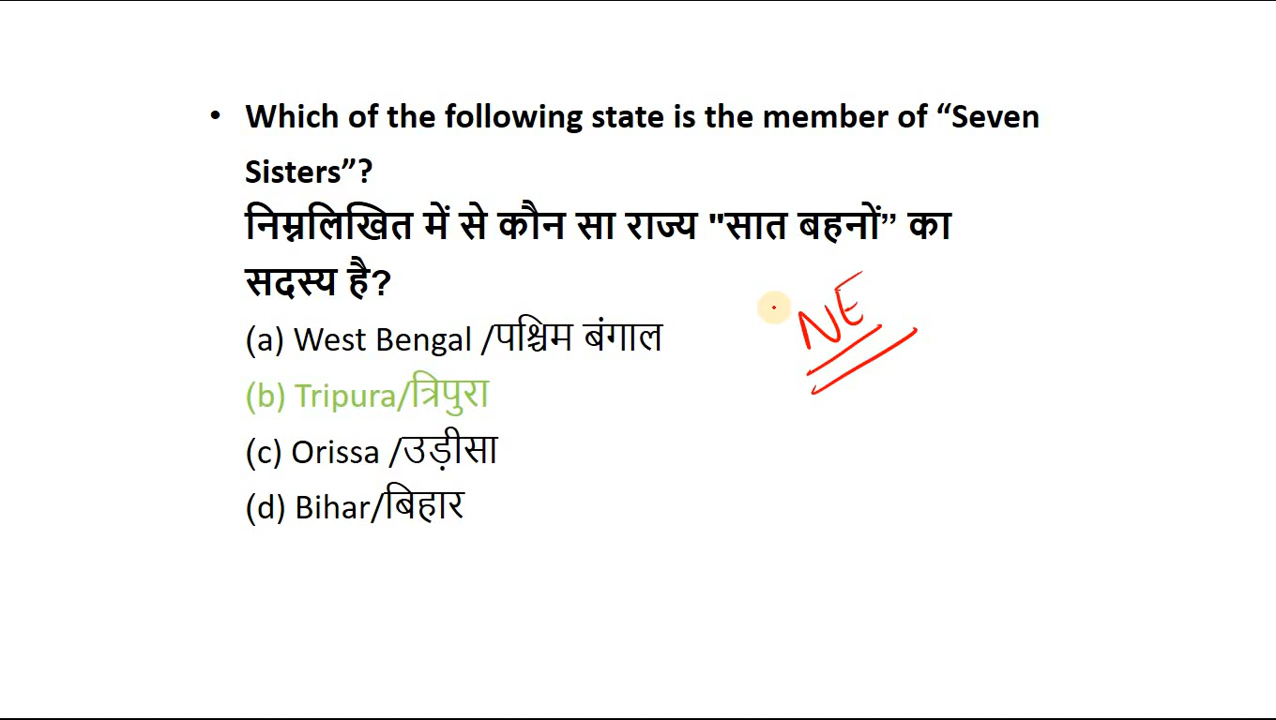 • Which of the following state is the member of “Seven
Sisters”?
निम्नलिखित में से कौन सा राज्य "सात बहनों” का
सदस्य है?
NE
(a) West Bengal /पश्चिम बंगाल
(b) Tripura/त्रिपुरा
(c) Orissa /उड़ीसा
(d) Bihar/बिहार